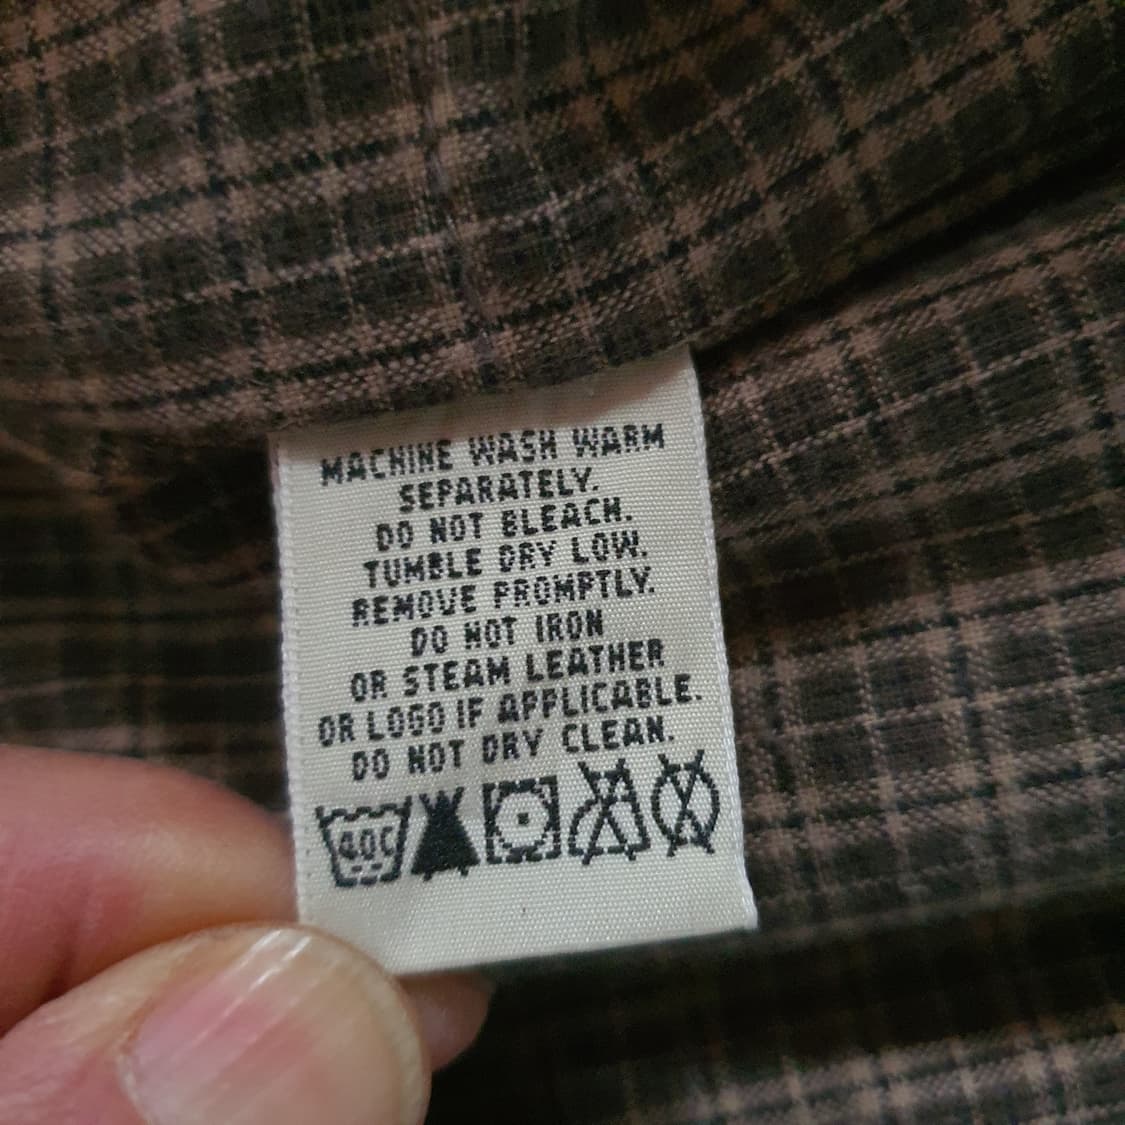 MACHINE WASH WARM
SEPARATELY.
DO NOT BLEACH.
TUMBLE DRY LOW.
REMOVE PROMPTLY.
DO NOT IRON
OR STEAM LEATHER
OR LOGO IF APPLICABLE.
DO NOT DRY CLEAN.
40C